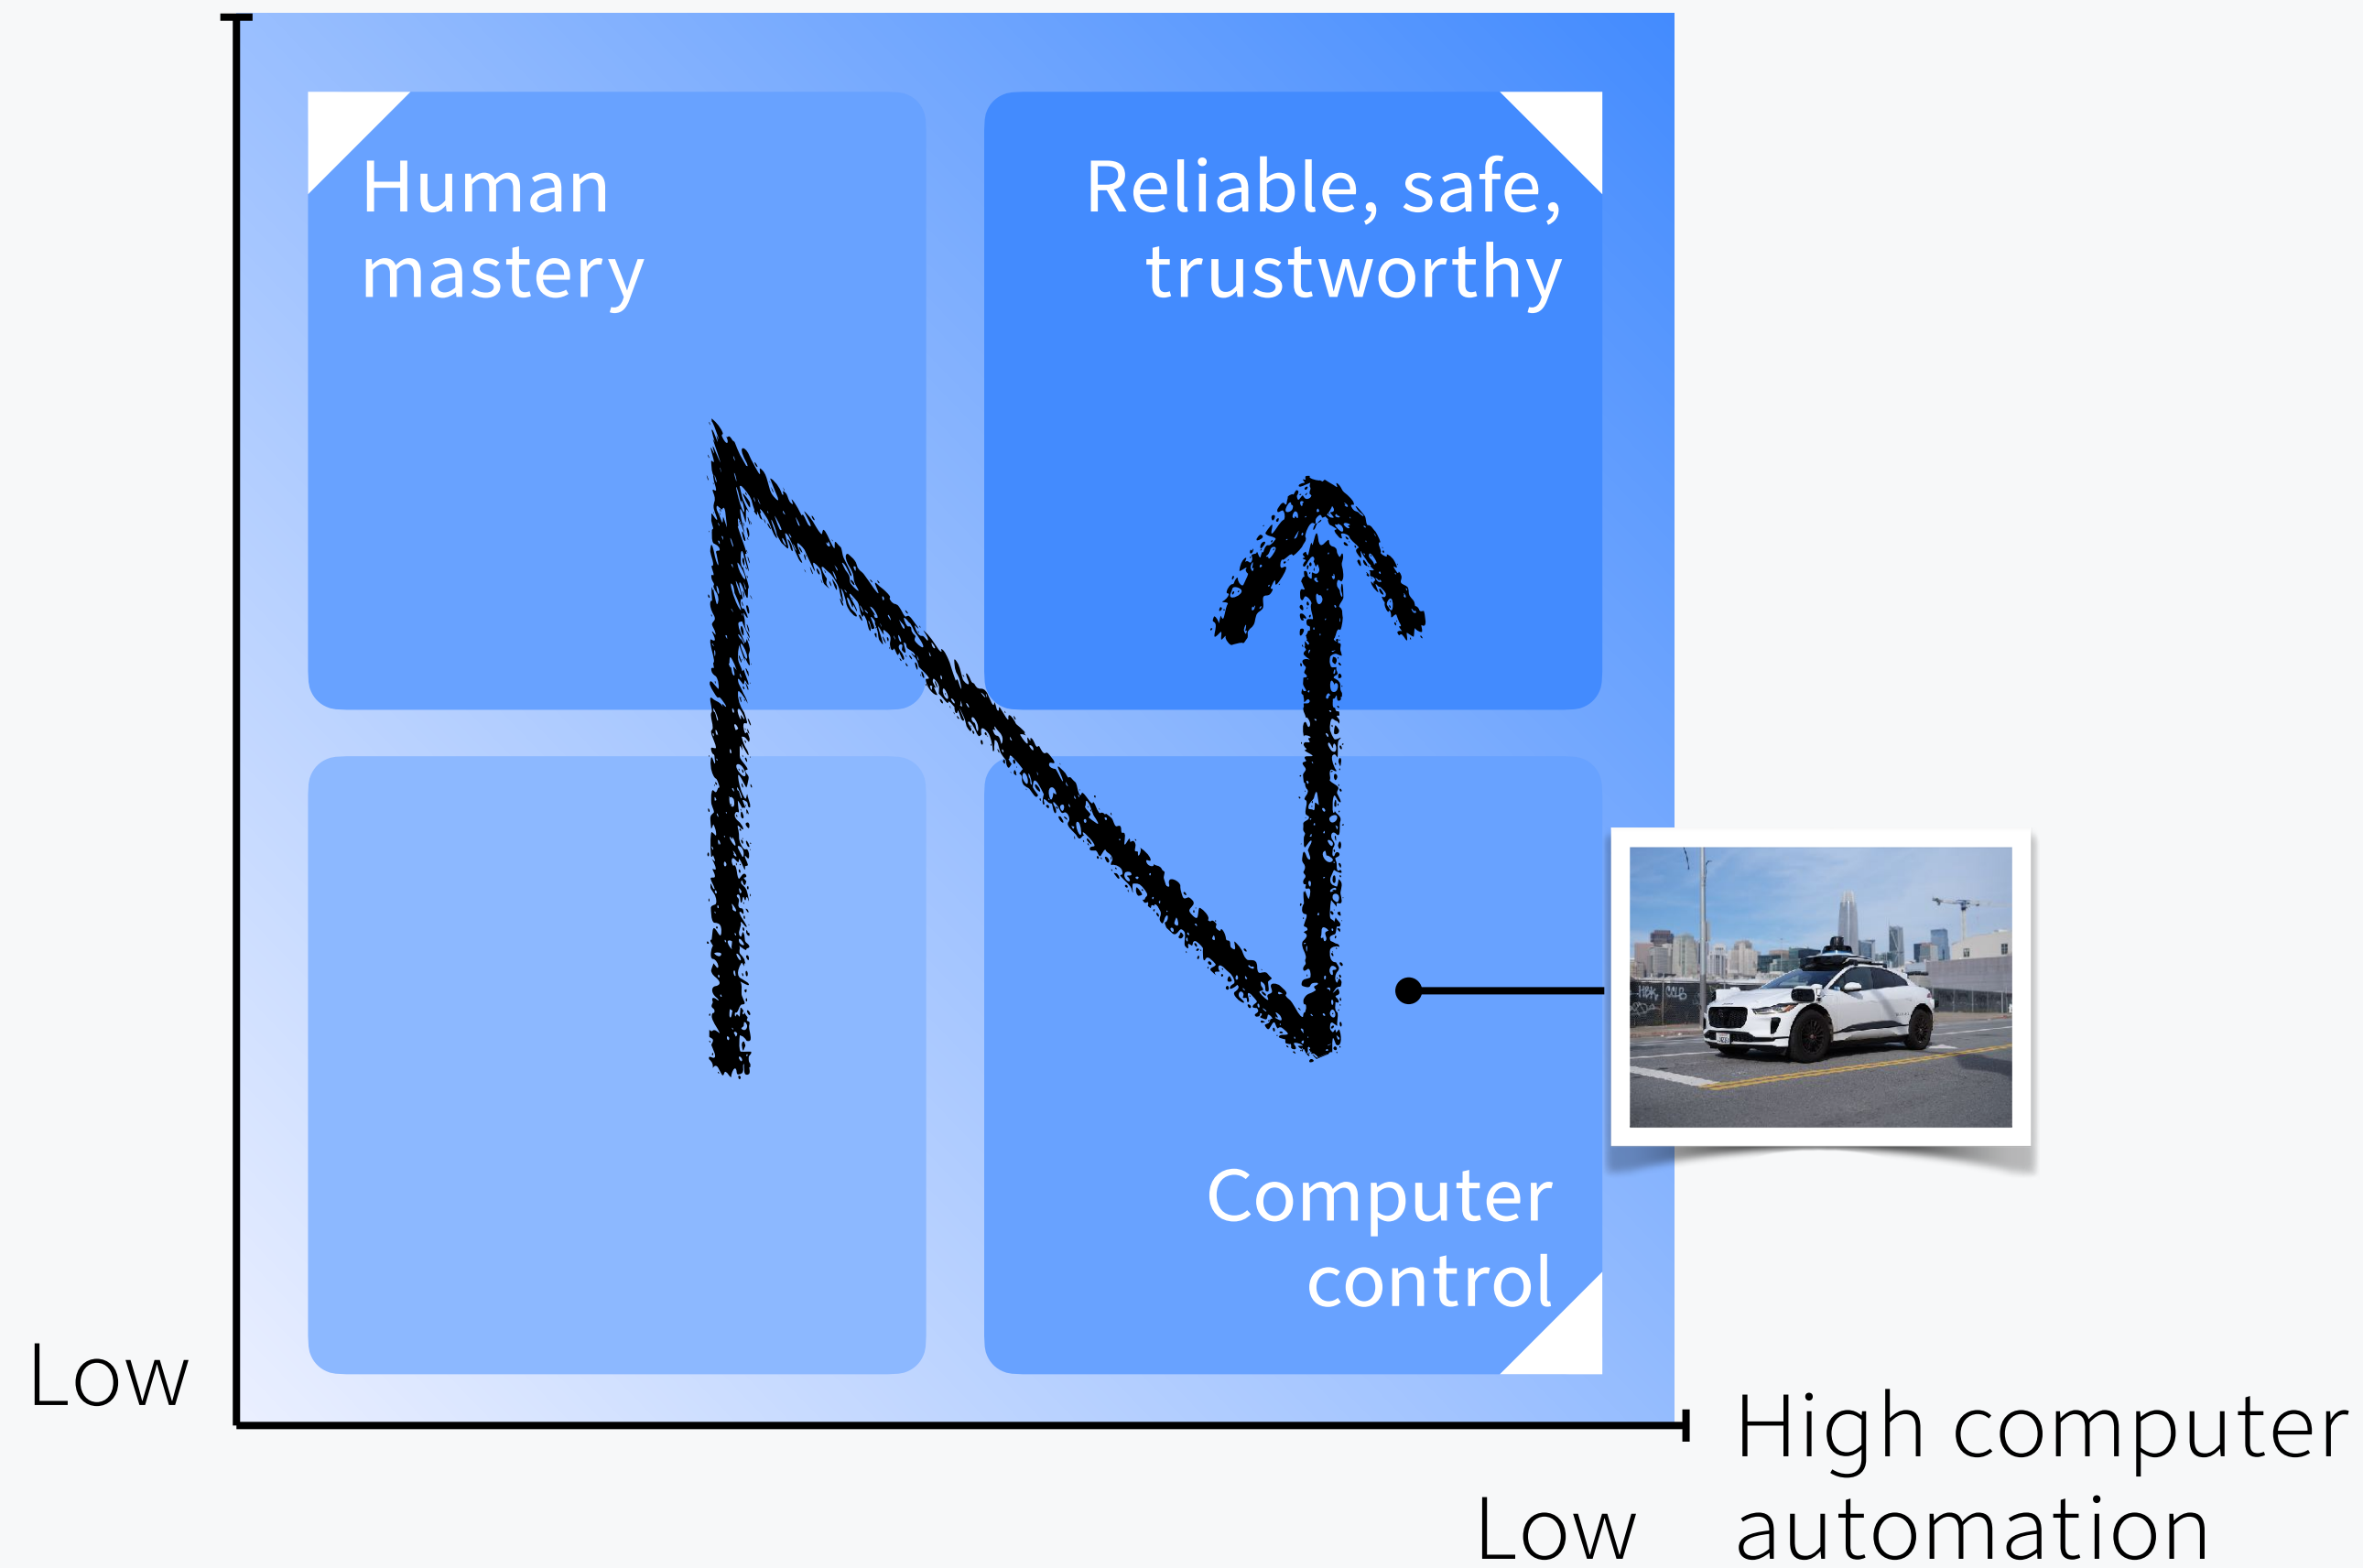 Human
mastery
Reliable, safe,
trustworthy
Computer
control
Low
High computer
automation
Low